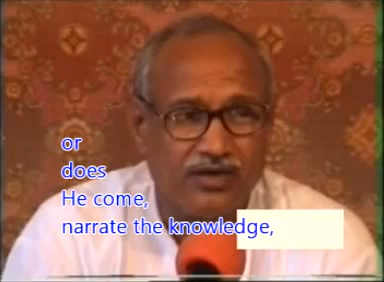 or
does
He come,
narrate the knowledge,